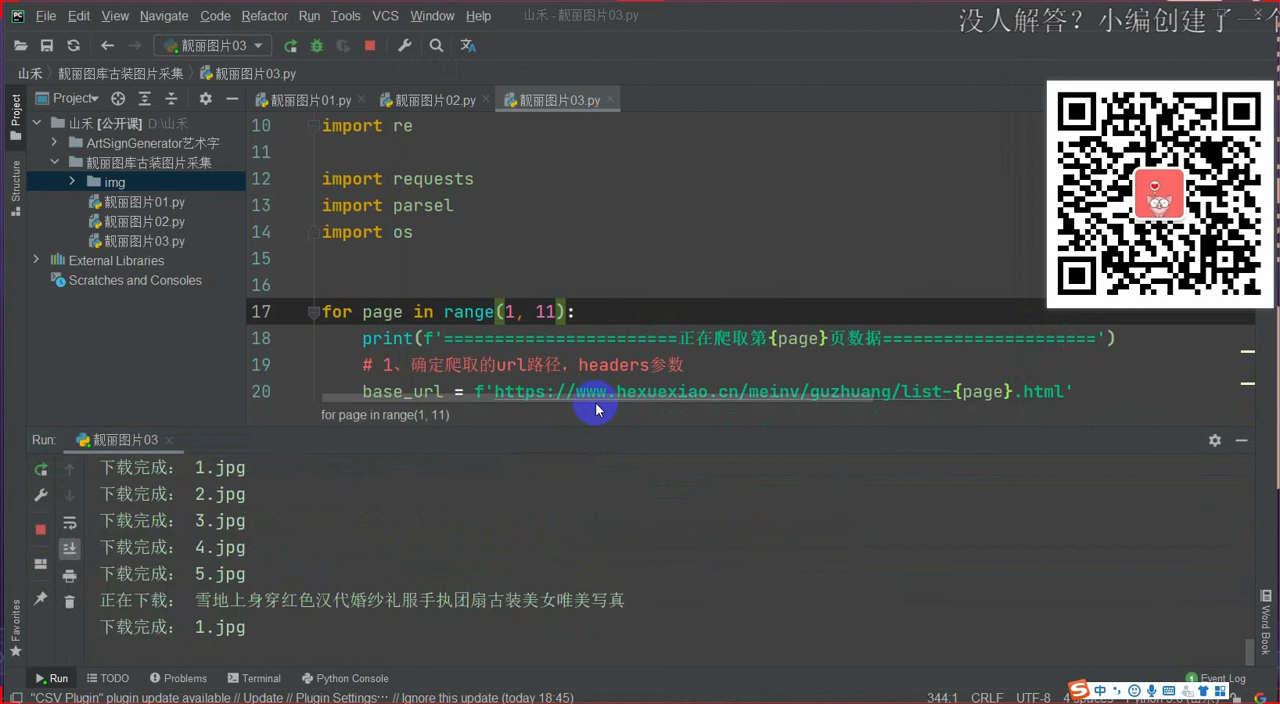 File Edit View Navigate Code Refactor Run Tools VCS Window Help 山禾 - 靓丽图片03.py
没人解答？小编创建了一个
靓丽图片03
山禾 靓丽图库古装图片采集 靓丽图片03.py
Project
靓丽图片01.py 靓丽图片02.py 靓丽图片03.py
Project
山禾 [公开课] D:\山禾
ArtSignGenerator艺术字
靓丽图库古装图片采集
img
靓丽图片01.py
靓丽图片02.py
靓丽图片03.py
External Libraries
Scratches and Consoles
Structure
10 import re
11
12 import requests
13 import parsel
14 import os
15
16
17 for page in range(1, 11):
18 print(f'=======================正在爬取第{page}页数据=====================')
19 # 1、确定爬取的url路径，headers参数
20 base_url = f'https://www.hexuexiao.cn/meinv/guzhuang/list-{page}.html'
for page in range(1, 11)
Run: 靓丽图片03
下载完成： 1.jpg
下载完成： 2.jpg
下载完成： 3.jpg
下载完成： 4.jpg
下载完成： 5.jpg
正在下载： 雪地上身穿红色汉代婚纱礼服手执团扇古装美女唯美写真
下载完成： 1.jpg
Favorites
Word Book
Run TODO Problems Terminal Python Console 1 Event Log
"CSV Plugin" plugin update available // Update // Plugin Settings··· // Ignore this update (today 18:45) 344:1 CRLF UTF-8
中